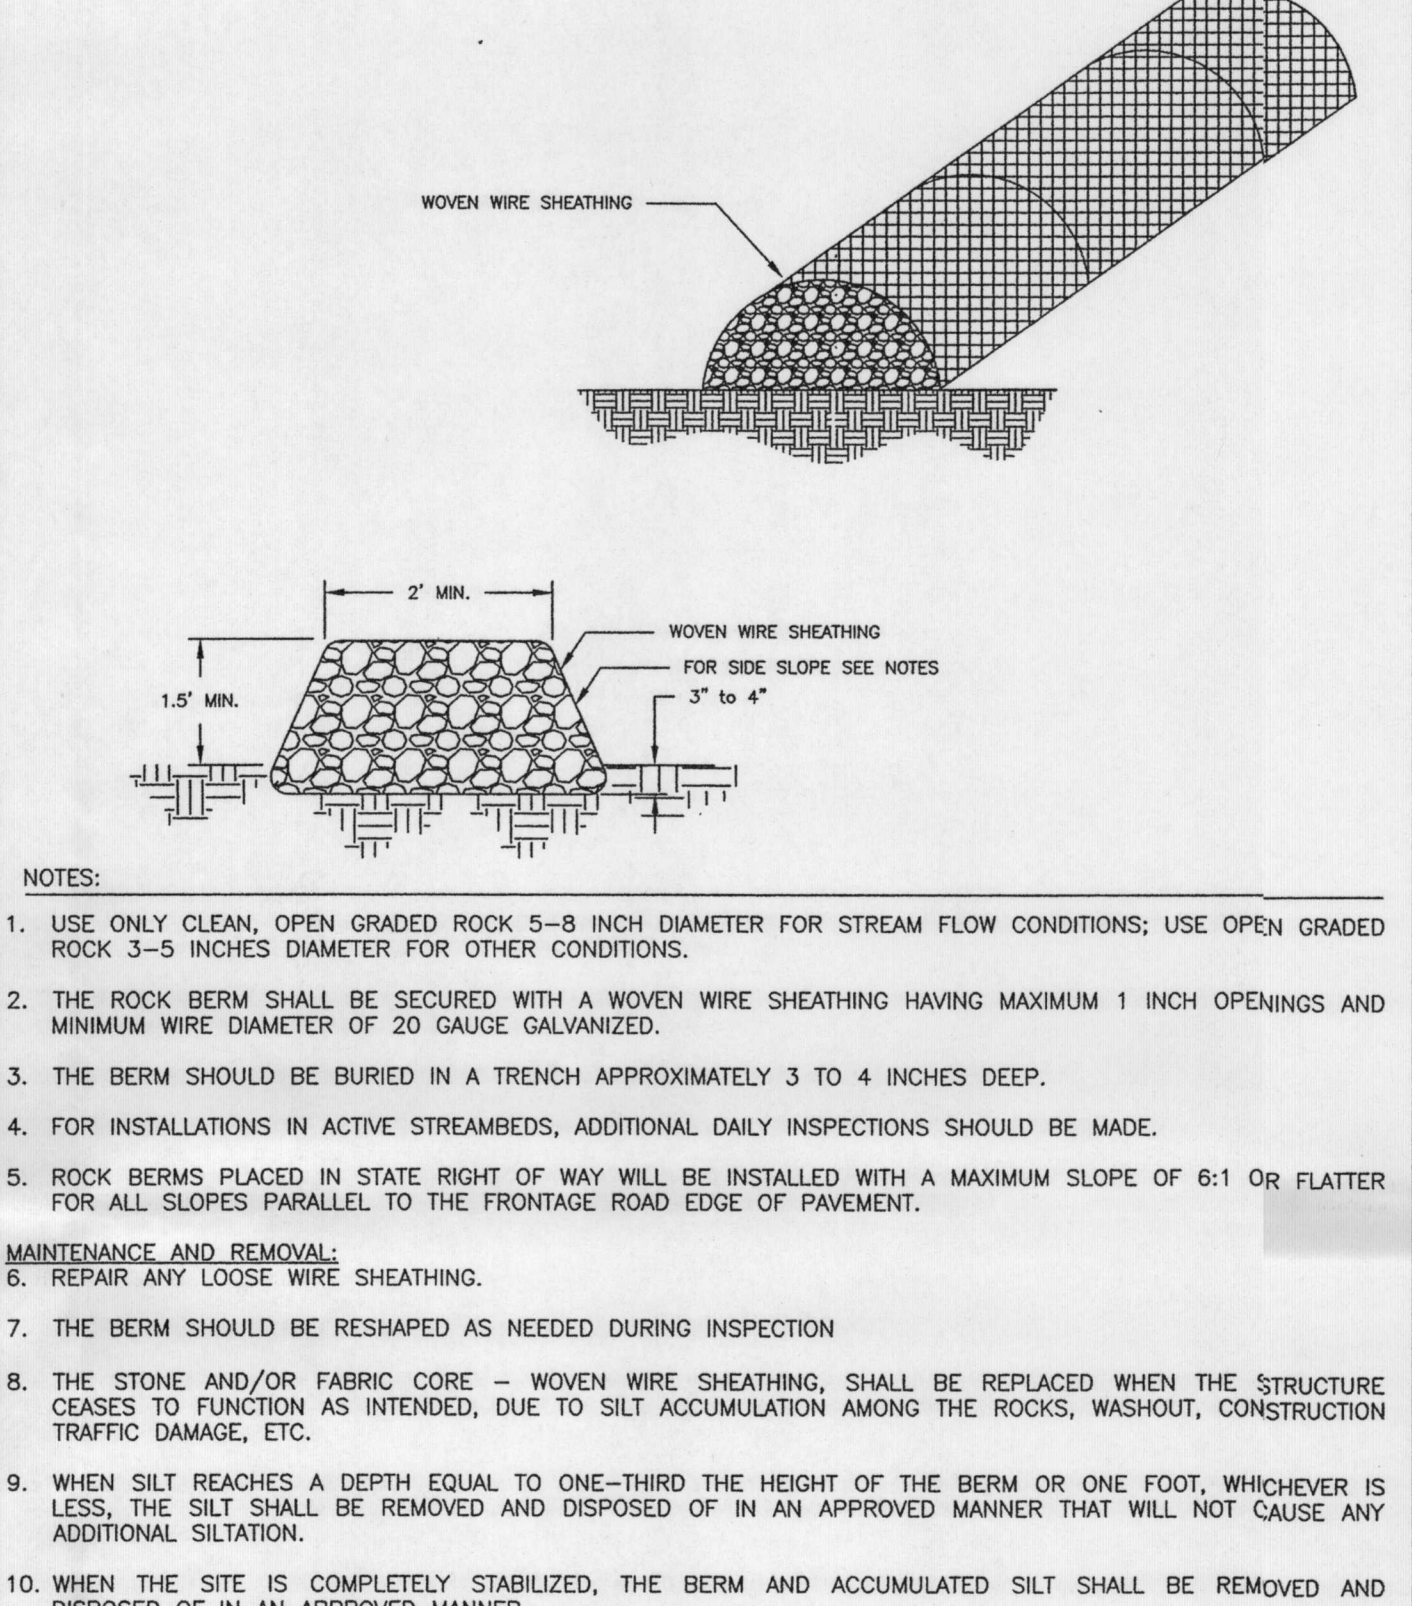 WOVEN WIRE SHEATHING
2' MIN.
WOVEN WIRE SHEATHING
FOR SIDE SLOPE SEE NOTES
1.5' MIN.
3" to 4"
NOTES:
1. USE ONLY CLEAN, OPEN GRADED ROCK 5-8 INCH DIAMETER FOR STREAM FLOW CONDITIONS; USE OPEN GRADED
ROCK 3-5 INCHES DIAMETER FOR OTHER CONDITIONS.
2. THE ROCK BERM SHALL BE SECURED WITH A WOVEN WIRE SHEATHING HAVING MAXIMUM 1 INCH OPENINGS AND
MINIMUM WIRE DIAMETER OF 20 GAUGE GALVANIZED.
3. THE BERM SHOULD BE BURIED IN A TRENCH APPROXIMATELY 3 TO 4 INCHES DEEP.
4. FOR INSTALLATIONS IN ACTIVE STREAMBEDS, ADDITIONAL DAILY INSPECTIONS SHOULD BE MADE.
5. ROCK BERMS PLACED IN STATE RIGHT OF WAY WILL BE INSTALLED WITH A MAXIMUM SLOPE OF 6:1 OR FLATTER
FOR ALL SLOPES PARALLEL TO THE FRONTAGE ROAD EDGE OF PAVEMENT.
MAINTENANCE AND REMOVAL:
6. REPAIR ANY LOOSE WIRE SHEATHING.
7. THE BERM SHOULD BE RESHAPED AS NEEDED DURING INSPECTION
8. THE STONE AND/OR FABRIC CORE - WOVEN WIRE SHEATHING, SHALL BE REPLACED WHEN THE STRUCTURE
CEASES TO FUNCTION AS INTENDED, DUE TO SILT ACCUMULATION AMONG THE ROCKS, WASHOUT, CONSTRUCTION
TRAFFIC DAMAGE, ETC.
9. WHEN SILT REACHES A DEPTH EQUAL TO ONE-THIRD THE HEIGHT OF THE BERM OR ONE FOOT, WHICHEVER IS
LESS, THE SILT SHALL BE REMOVED AND DISPOSED OF IN AN APPROVED MANNER THAT WILL NOT CAUSE ANY
ADDITIONAL SILTATION.
10. WHEN THE SITE IS COMPLETELY STABILIZED, THE BERM AND ACCUMULATED SILT SHALL BE REMOVED AND
DISPOSED OF IN AN APPROVED MANNER